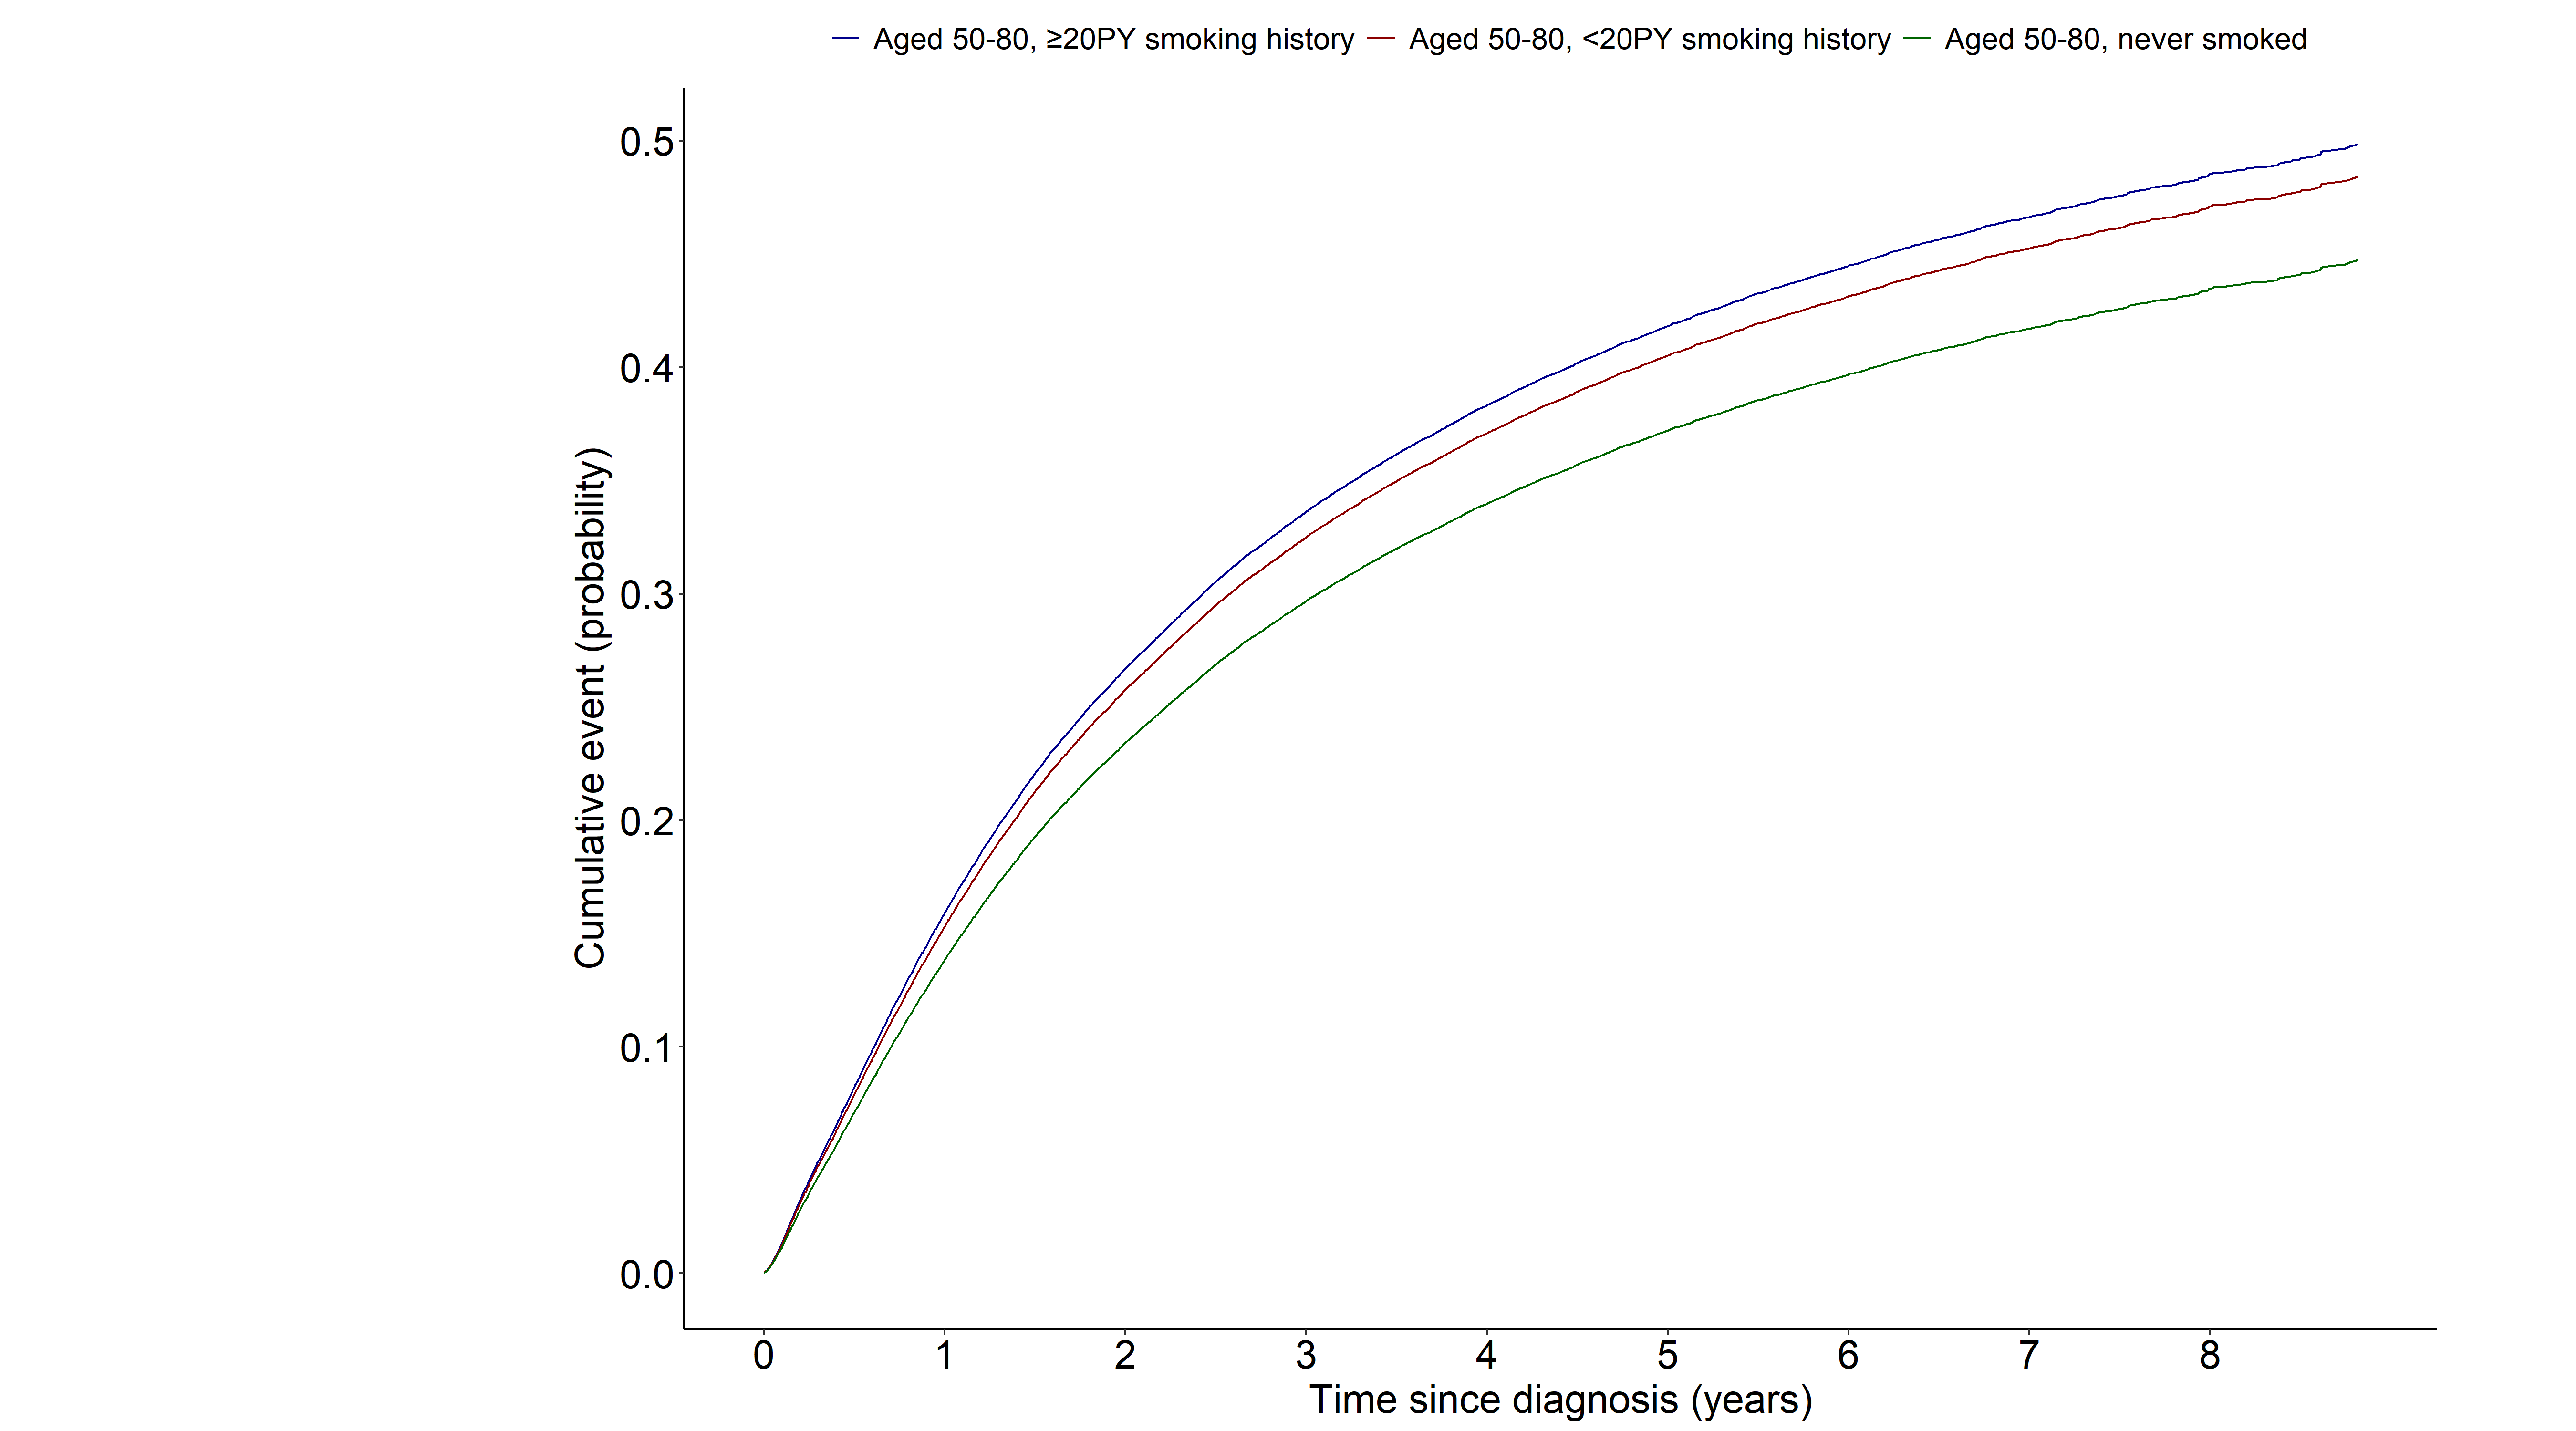 Aged 50-80, ≥20PY smoking history Aged 50-80, <20PY smoking history Aged 50-80, never smoked
Cumulative event (probability)
0.5
0.4
0.3
0.2
0.1
0.0
0 1 2 3 4 5 6 7 8
Time since diagnosis (years)